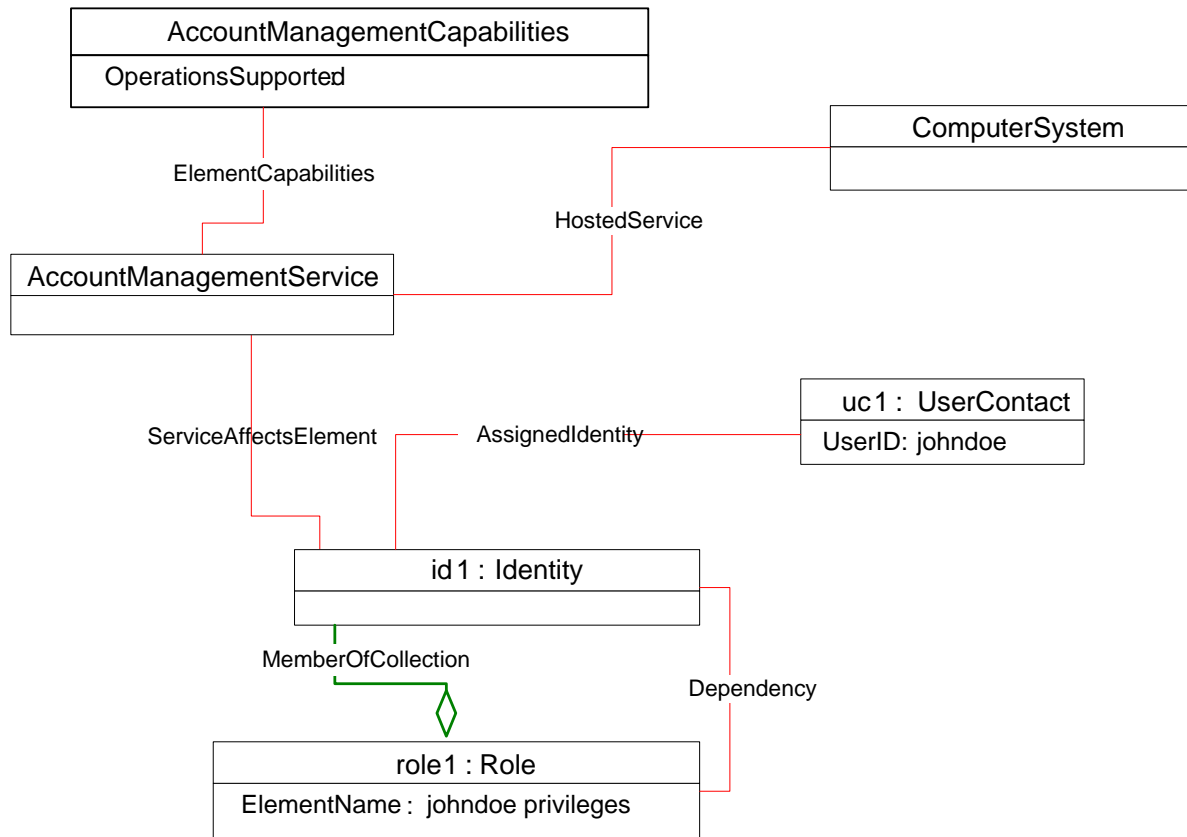 AccountManagementCapabilities
OperationsSupported:
ComputerSystem
ElementCapabilities
HostedService
AccountManagementService
uc1 : UserContact
UserID: johndoe
ServiceAffectsElement
AssignedIdentity
id1 : Identity
MemberOfCollection
Dependency
role1 : Role
ElementName : johndoe privileges